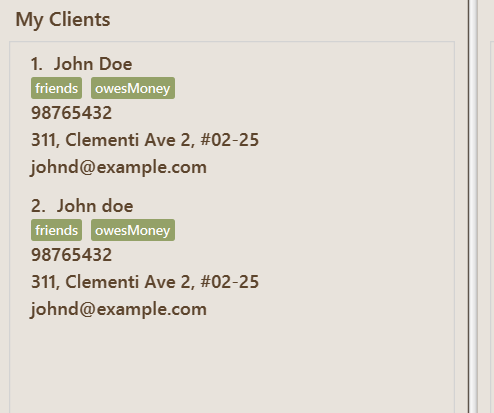 My Clients
1. John Doe
friends owesMoney
98765432
311, Clementi Ave 2, #02-25
johnd@example.com
2. John doe
friends owesMoney
98765432
311, Clementi Ave 2, #02-25
johnd@example.com